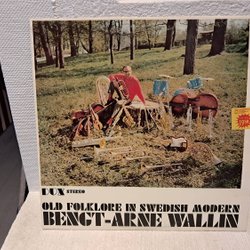 DUX STEREO
OLD FOLKLORE IN SWEDISH MODERN
BENGT-ARNE WALLIN